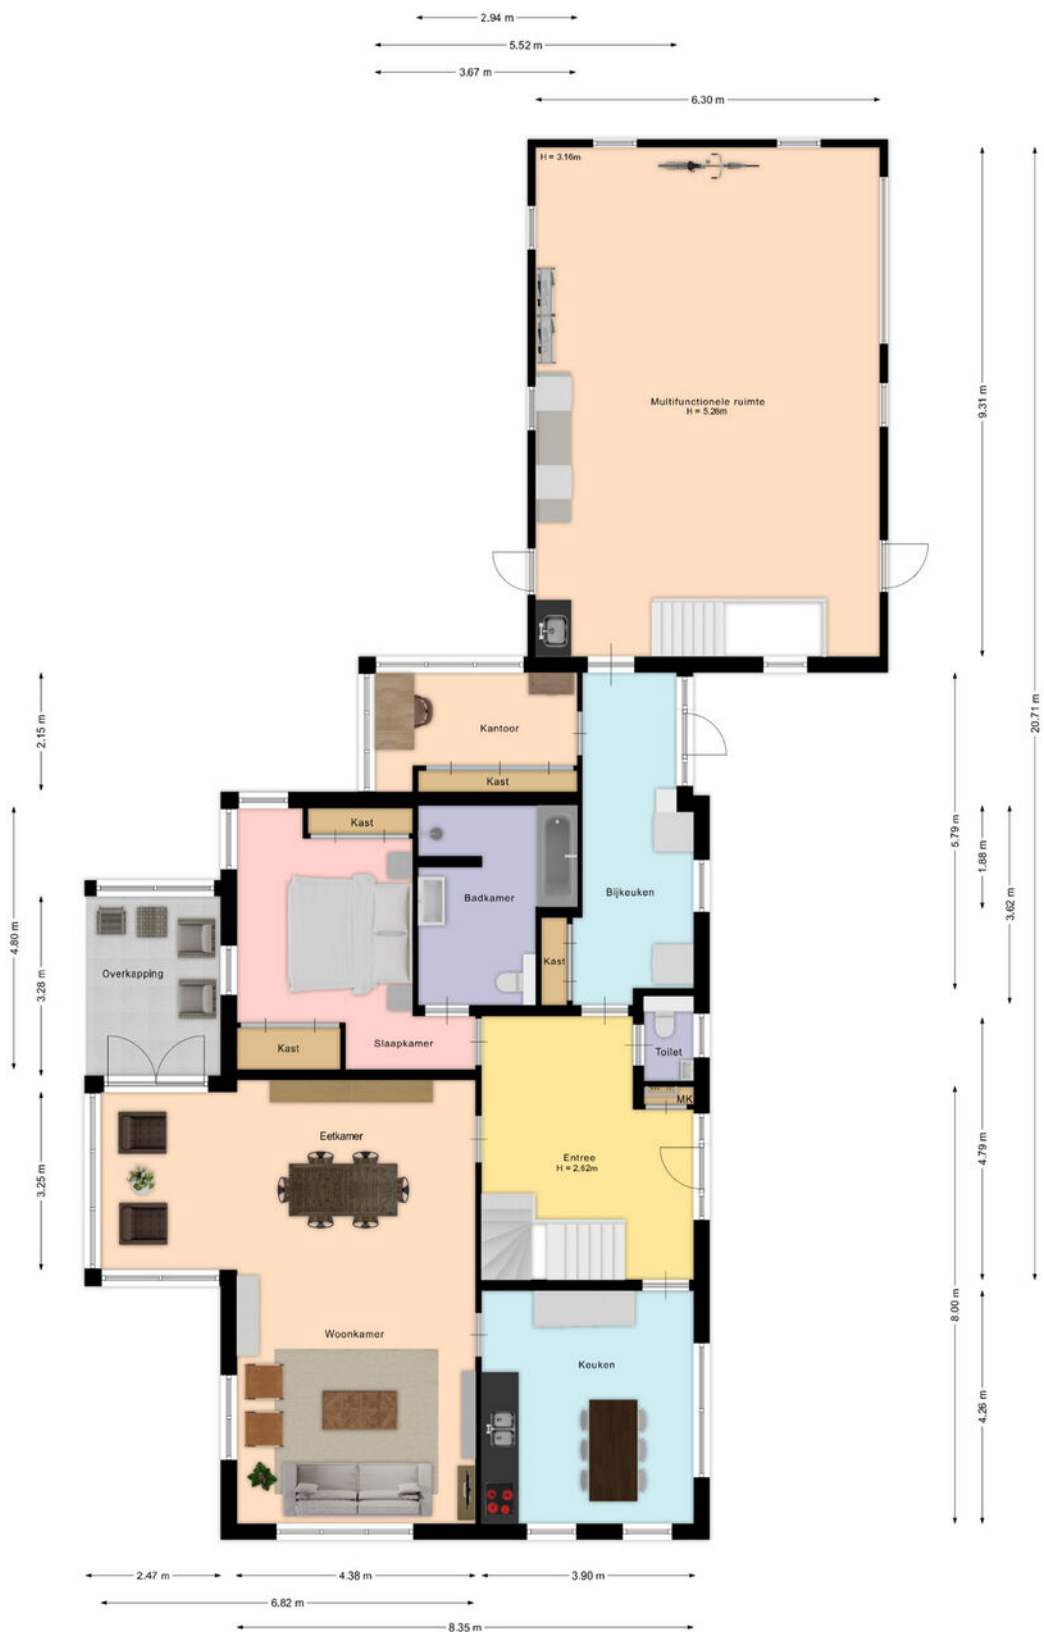 2.94 m
5.52 m
3.67 m
6.30 m
H = 3.16m
Multifunctionele ruimte
H = 5.26m
9.31 m
20.71 m
2.15 m
Kantoor
Kast
Kast
Badkamer
Bijkeuken
5.79 m
1.88 m
3.62 m
4.80 m
3.28 m
Overkapping
Kast
Kast
Slaapkamer
Toilet
MK
Eetkamer
Entree
H = 2.62m
4.79 m
3.25 m
8.00 m
Woonkamer
Keuken
4.26 m
2.47 m
4.38 m
3.90 m
6.82 m
8.35 m